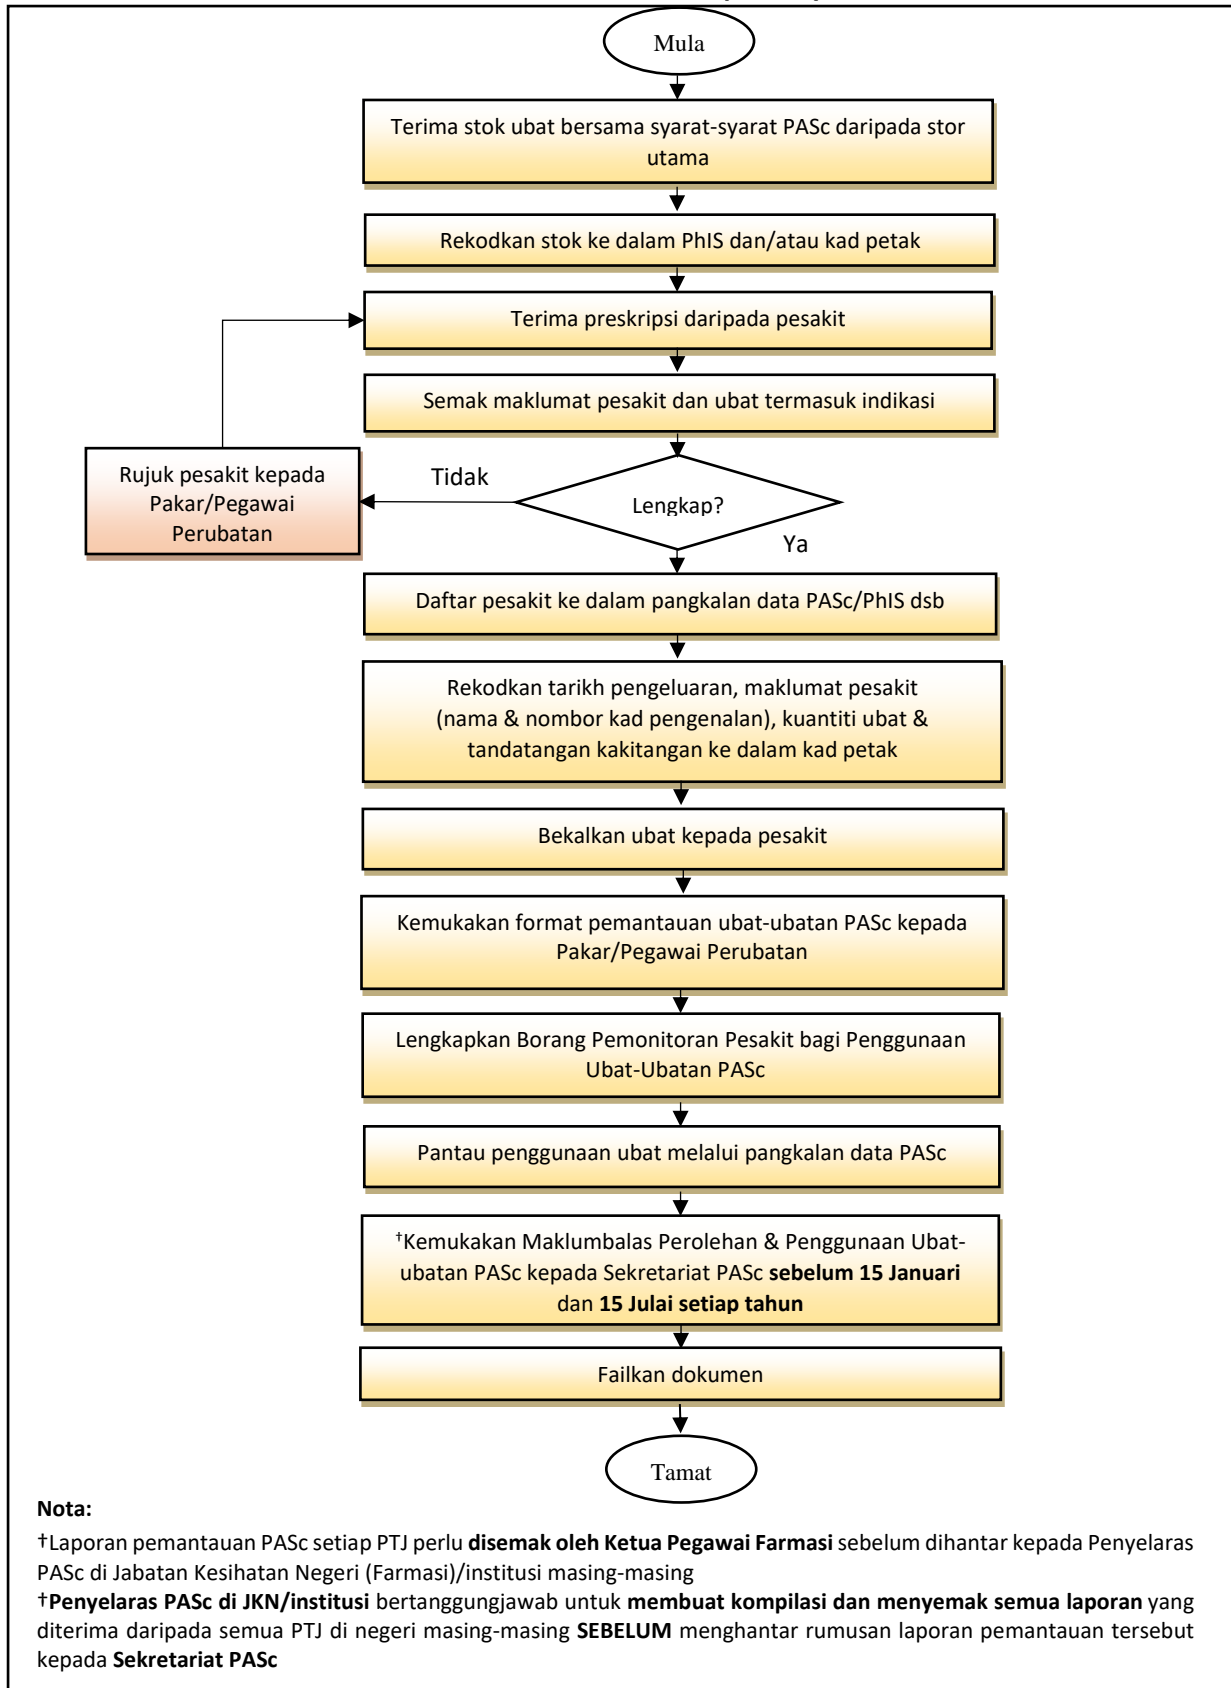 Mula
Terima stok ubat bersama syarat-syarat PASc daripada stor
utama
Rekodkan stok ke dalam PhIS dan/atau kad petak
Terima preskripsi daripada pesakit
Semak maklumat pesakit dan ubat termasuk indikasi
Rujuk pesakit kepada
Pakar/Pegawai
Perubatan
Tidak
Lengkap?
Ya
Daftar pesakit ke dalam pangkalan data PASc/PhIS dsb
Rekodkan tarikh pengeluaran, maklumat pesakit
(nama & nombor kad pengenalan), kuantiti ubat &
tandatangan kakitangan ke dalam kad petak
Bekalkan ubat kepada pesakit
Kemukakan format pemantauan ubat-ubatan PASc kepada
Pakar/Pegawai Perubatan
Lengkapkan Borang Pemonitoran Pesakit bagi Penggunaan
Ubat-Ubatan PASc
Pantau penggunaan ubat melalui pangkalan data PASc
†Kemukakan Maklumbalas Perolehan & Penggunaan Ubat-
ubatan PASc kepada Sekretariat PASc sebelum 15 Januari
dan 15 Julai setiap tahun
Failkan dokumen
Tamat
Nota:
†Laporan pemantauan PASc setiap PTJ perlu disemak oleh Ketua Pegawai Farmasi sebelum dihantar kepada Penyelaras
PASc di Jabatan Kesihatan Negeri (Farmasi)/institusi masing-masing
†Penyelaras PASc di JKN/institusi bertanggungjawab untuk membuat kompilasi dan menyemak semua laporan yang
diterima daripada semua PTJ di negeri masing-masing SEBELUM menghantar rumusan laporan pemantauan tersebut
kepada Sekretariat PASc